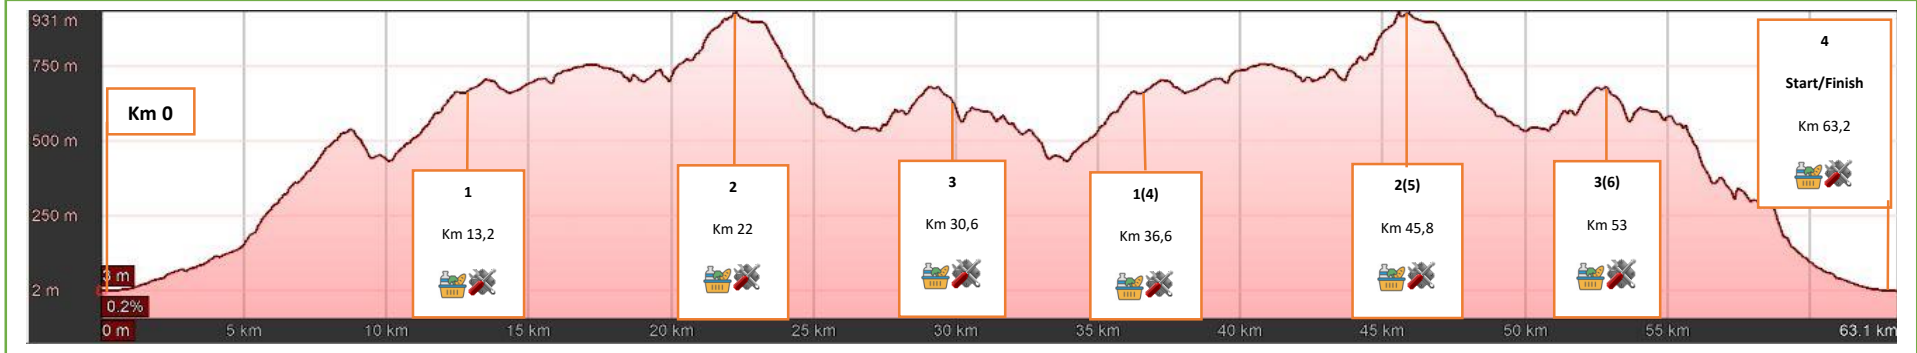 931 m
750 m
500 m
250 m
2 m
Km 0
3 m
0.2%
0 m
5 km
10 km
15 km
20 km
25 km
30 km
35 km
40 km
45 km
50 km
55 km
63.1 km
1
Km 13,2
2
Km 22
3
Km 30,6
1(4)
Km 36,6
2(5)
Km 45,8
3(6)
Km 53
4
Start/Finish
Km 63,2